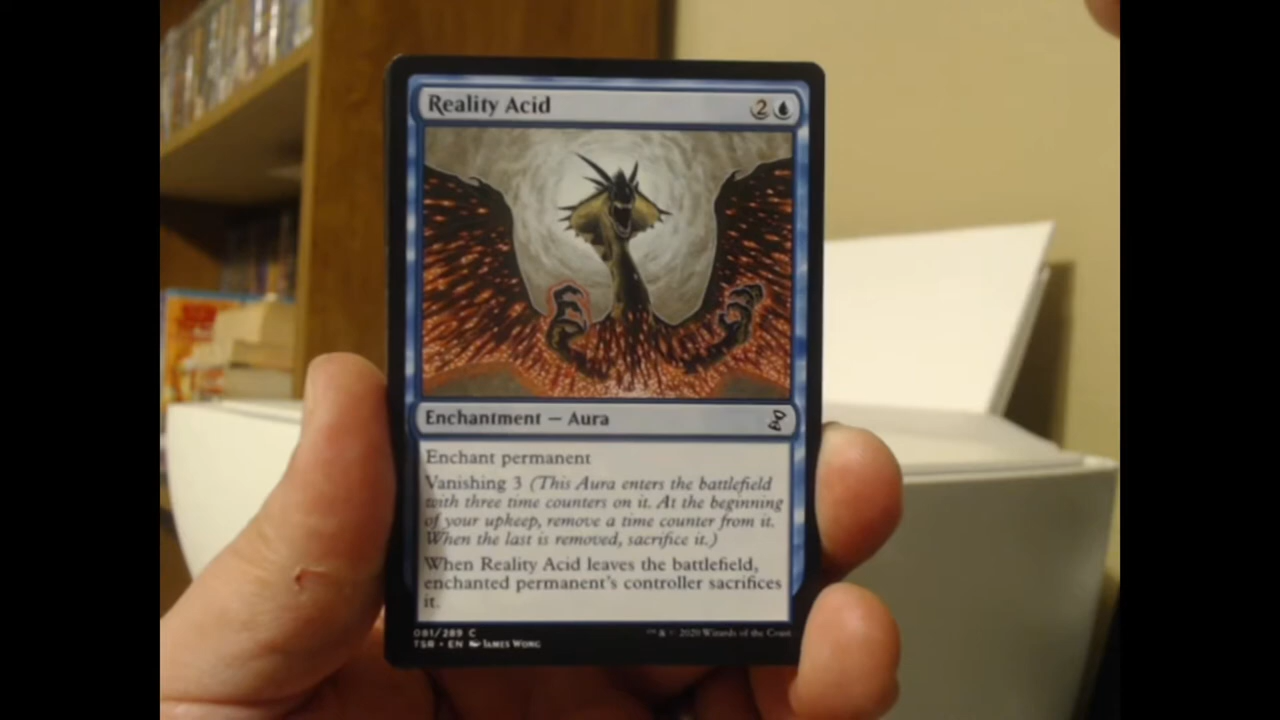 Reality Acid 2
Enchantment — Aura
Enchant permanent
Vanishing 3 (This Aura enters the battlefield
with three time counters on it. At the beginning
of your upkeep, remove a time counter from it.
When the last is removed, sacrifice it.)
When Reality Acid leaves the battlefield,
enchanted permanent's controller sacrifices
it.
081/289 C
TSR • EN James Wong
™ & © 2020 Wizards of the Coast